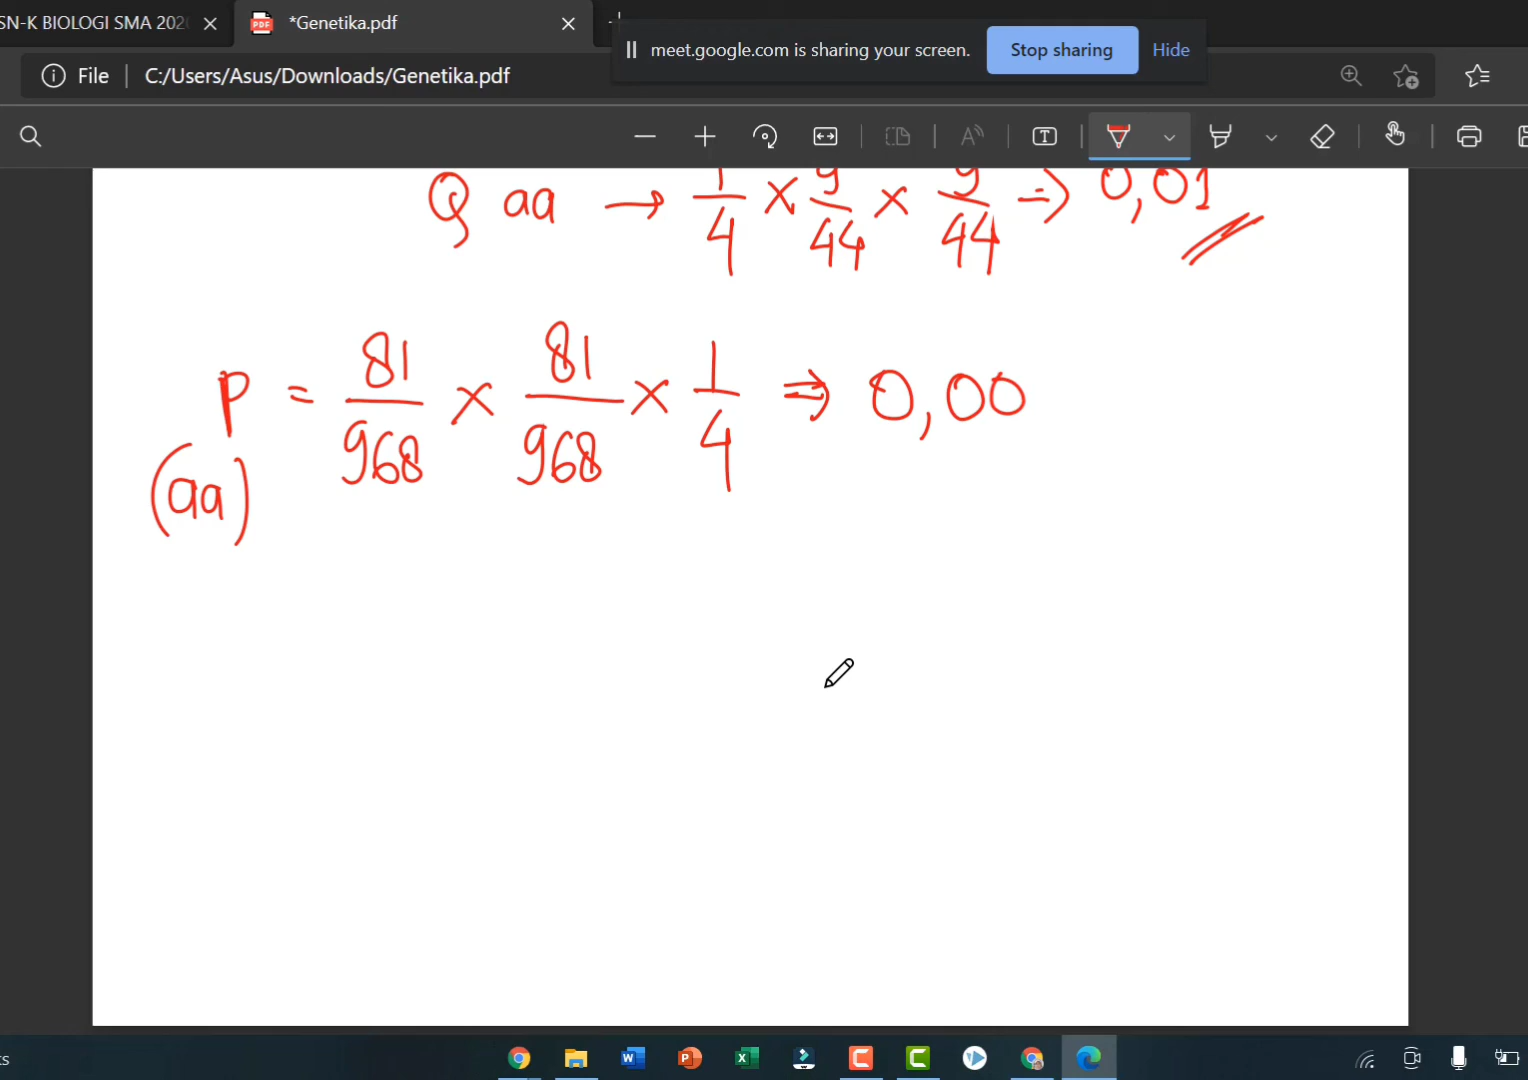 SN-K BIOLOGI SMA 202
*Genetika.pdf
meet.google.com is sharing your screen. Stop sharing Hide
File C:/Users/Asus/Downloads/Genetika.pdf
Q aa → 1/4 × 9/44 × 9/44 ⇒ 0,01
P = 81/968 × 81/968 × 1/4 ⇒ 0,00
(aa)